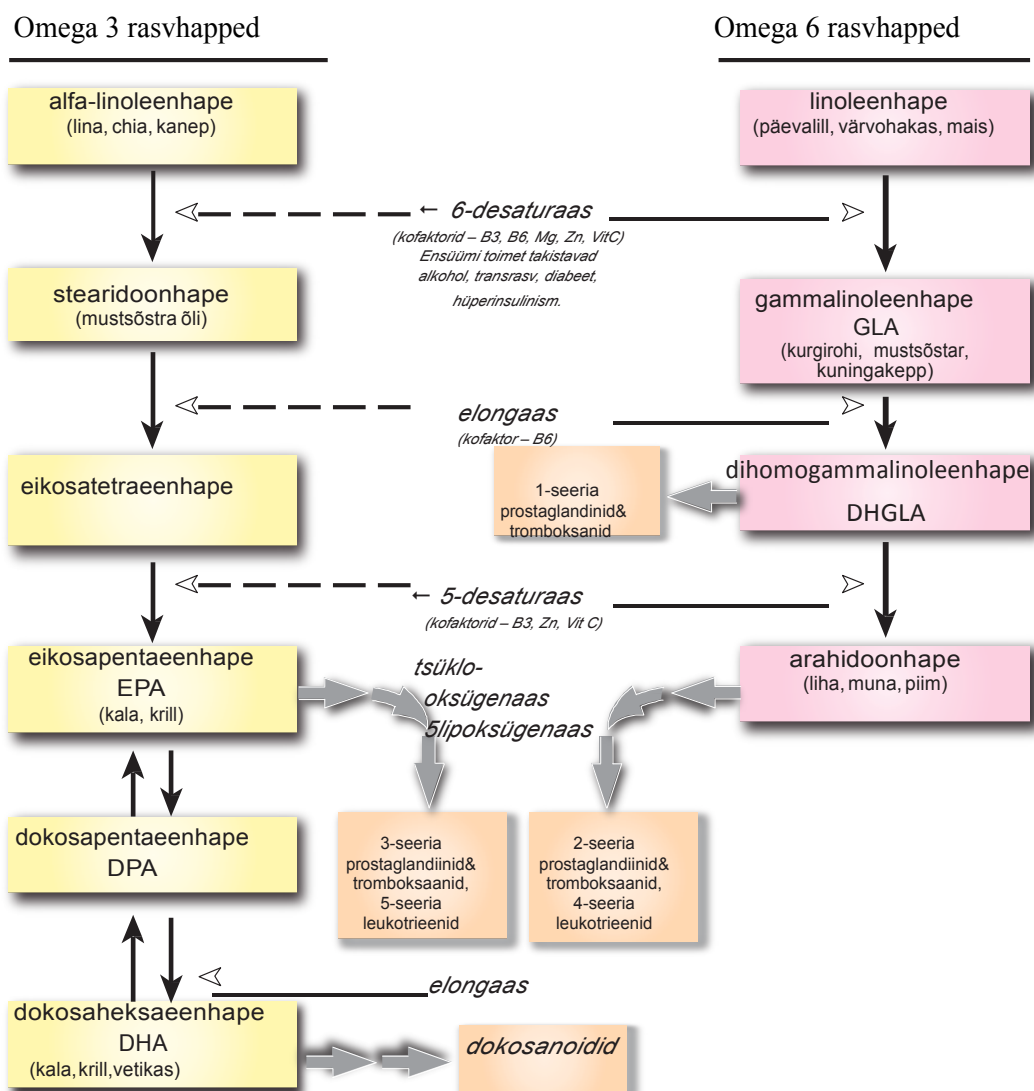 Omega 3 rasvhapped
Omega 6 rasvhapped
alfa-linoleenhape
(lina, chia, kanep)
linoleenhape
(päevalill, värvohakas, mais)
← 6-desaturaas
(kofaktorid – B3, B6, Mg, Zn, VitC)
Ensüümi toimet takistavad
alkohol, transrasv, diabeet,
hüperinsulinism.
stearidoonhape
(mustsõstra õli)
gammalinoleenhape
GLA
(kurgirohi, mustsõstar,
kuningakepp)
elongaas
(kofaktor – B6)
eikosatetraeenhape
1-seeria
prostaglandinid&
tromboksanid
dihomogammalinoleenhape
DHGLA
← 5-desaturaas
(kofaktorid – B3, Zn, Vit C)
eikosapentaeenhape
EPA
(kala, krill)
tsüklo-
oksügenaas
5lipoksügenaas
arahidoonhape
(liha, muna, piim)
dokosapentaeenhape
DPA
3-seeria
prostaglandiinid&
tromboksaanid,
5-seeria
leukotrieenid
2-seeria
prostaglandiinid&
tromboksaanid,
4-seeria
leukotrieenid
elongaas
dokosaheksaeenhape
DHA
(kala, krill,vetikas)
dokosanoidid